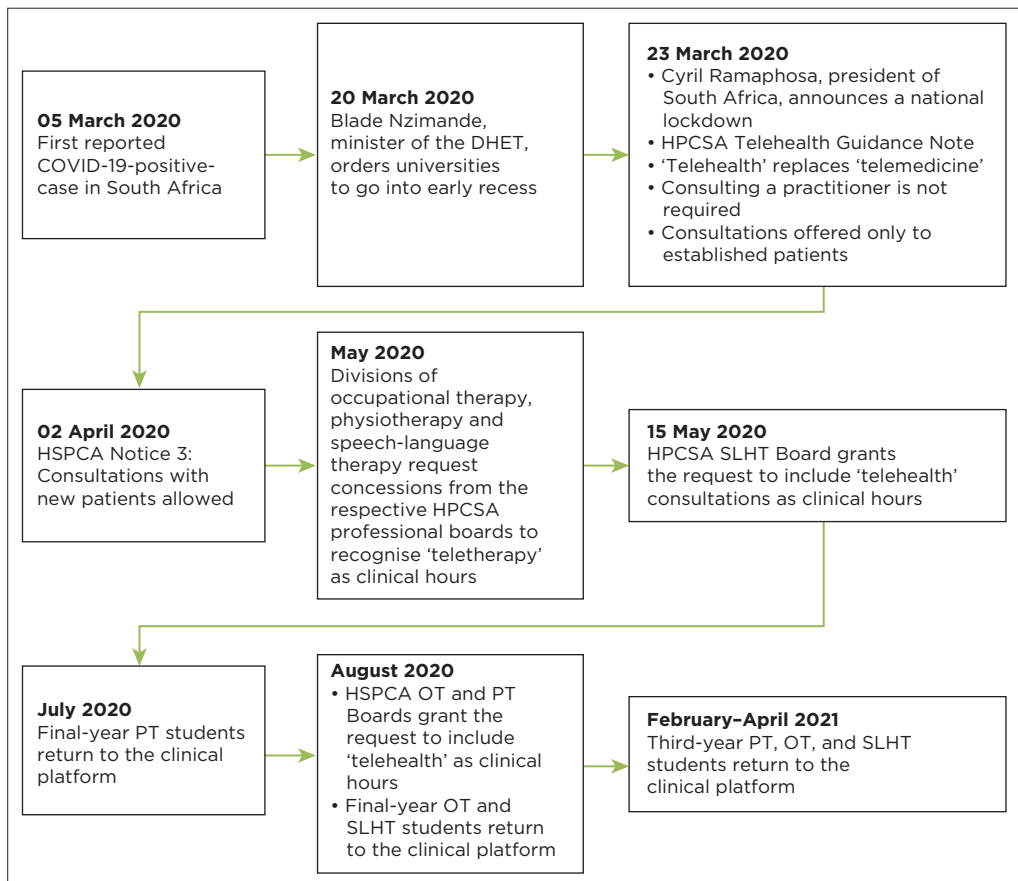 05 March 2020
First reported
COVID-19-positive-
case in South Africa
20 March 2020
Blade Nzimande,
minister of the DHET,
orders universities
to go into early recess
23 March 2020
• Cyril Ramaphosa, president of
South Africa, announces a national
lockdown
• HPCSA Telehealth Guidance Note
• ‘Telehealth’ replaces ‘telemedicine’
• Consulting a practitioner is not
required
• Consultations offered only to
established patients
02 April 2020
HSPCA Notice 3:
Consultations with
new patients allowed
May 2020
Divisions of
occupational therapy,
physiotherapy and
speech-language
therapy request
concessions from the
respective HPCSA
professional boards to
recognise ‘teletherapy’
as clinical hours
15 May 2020
HPCSA SLHT Board grants
the request to include ‘telehealth’
consultations as clinical hours
July 2020
Final-year PT students
return to the clinical
platform
August 2020
• HSPCA OT and PT
Boards grant the
request to include
‘telehealth’ as clinical
hours
• Final-year OT and
SLHT students return
to the clinical platform
February–April 2021
Third-year PT, OT, and SLHT
students return to the
clinical platform